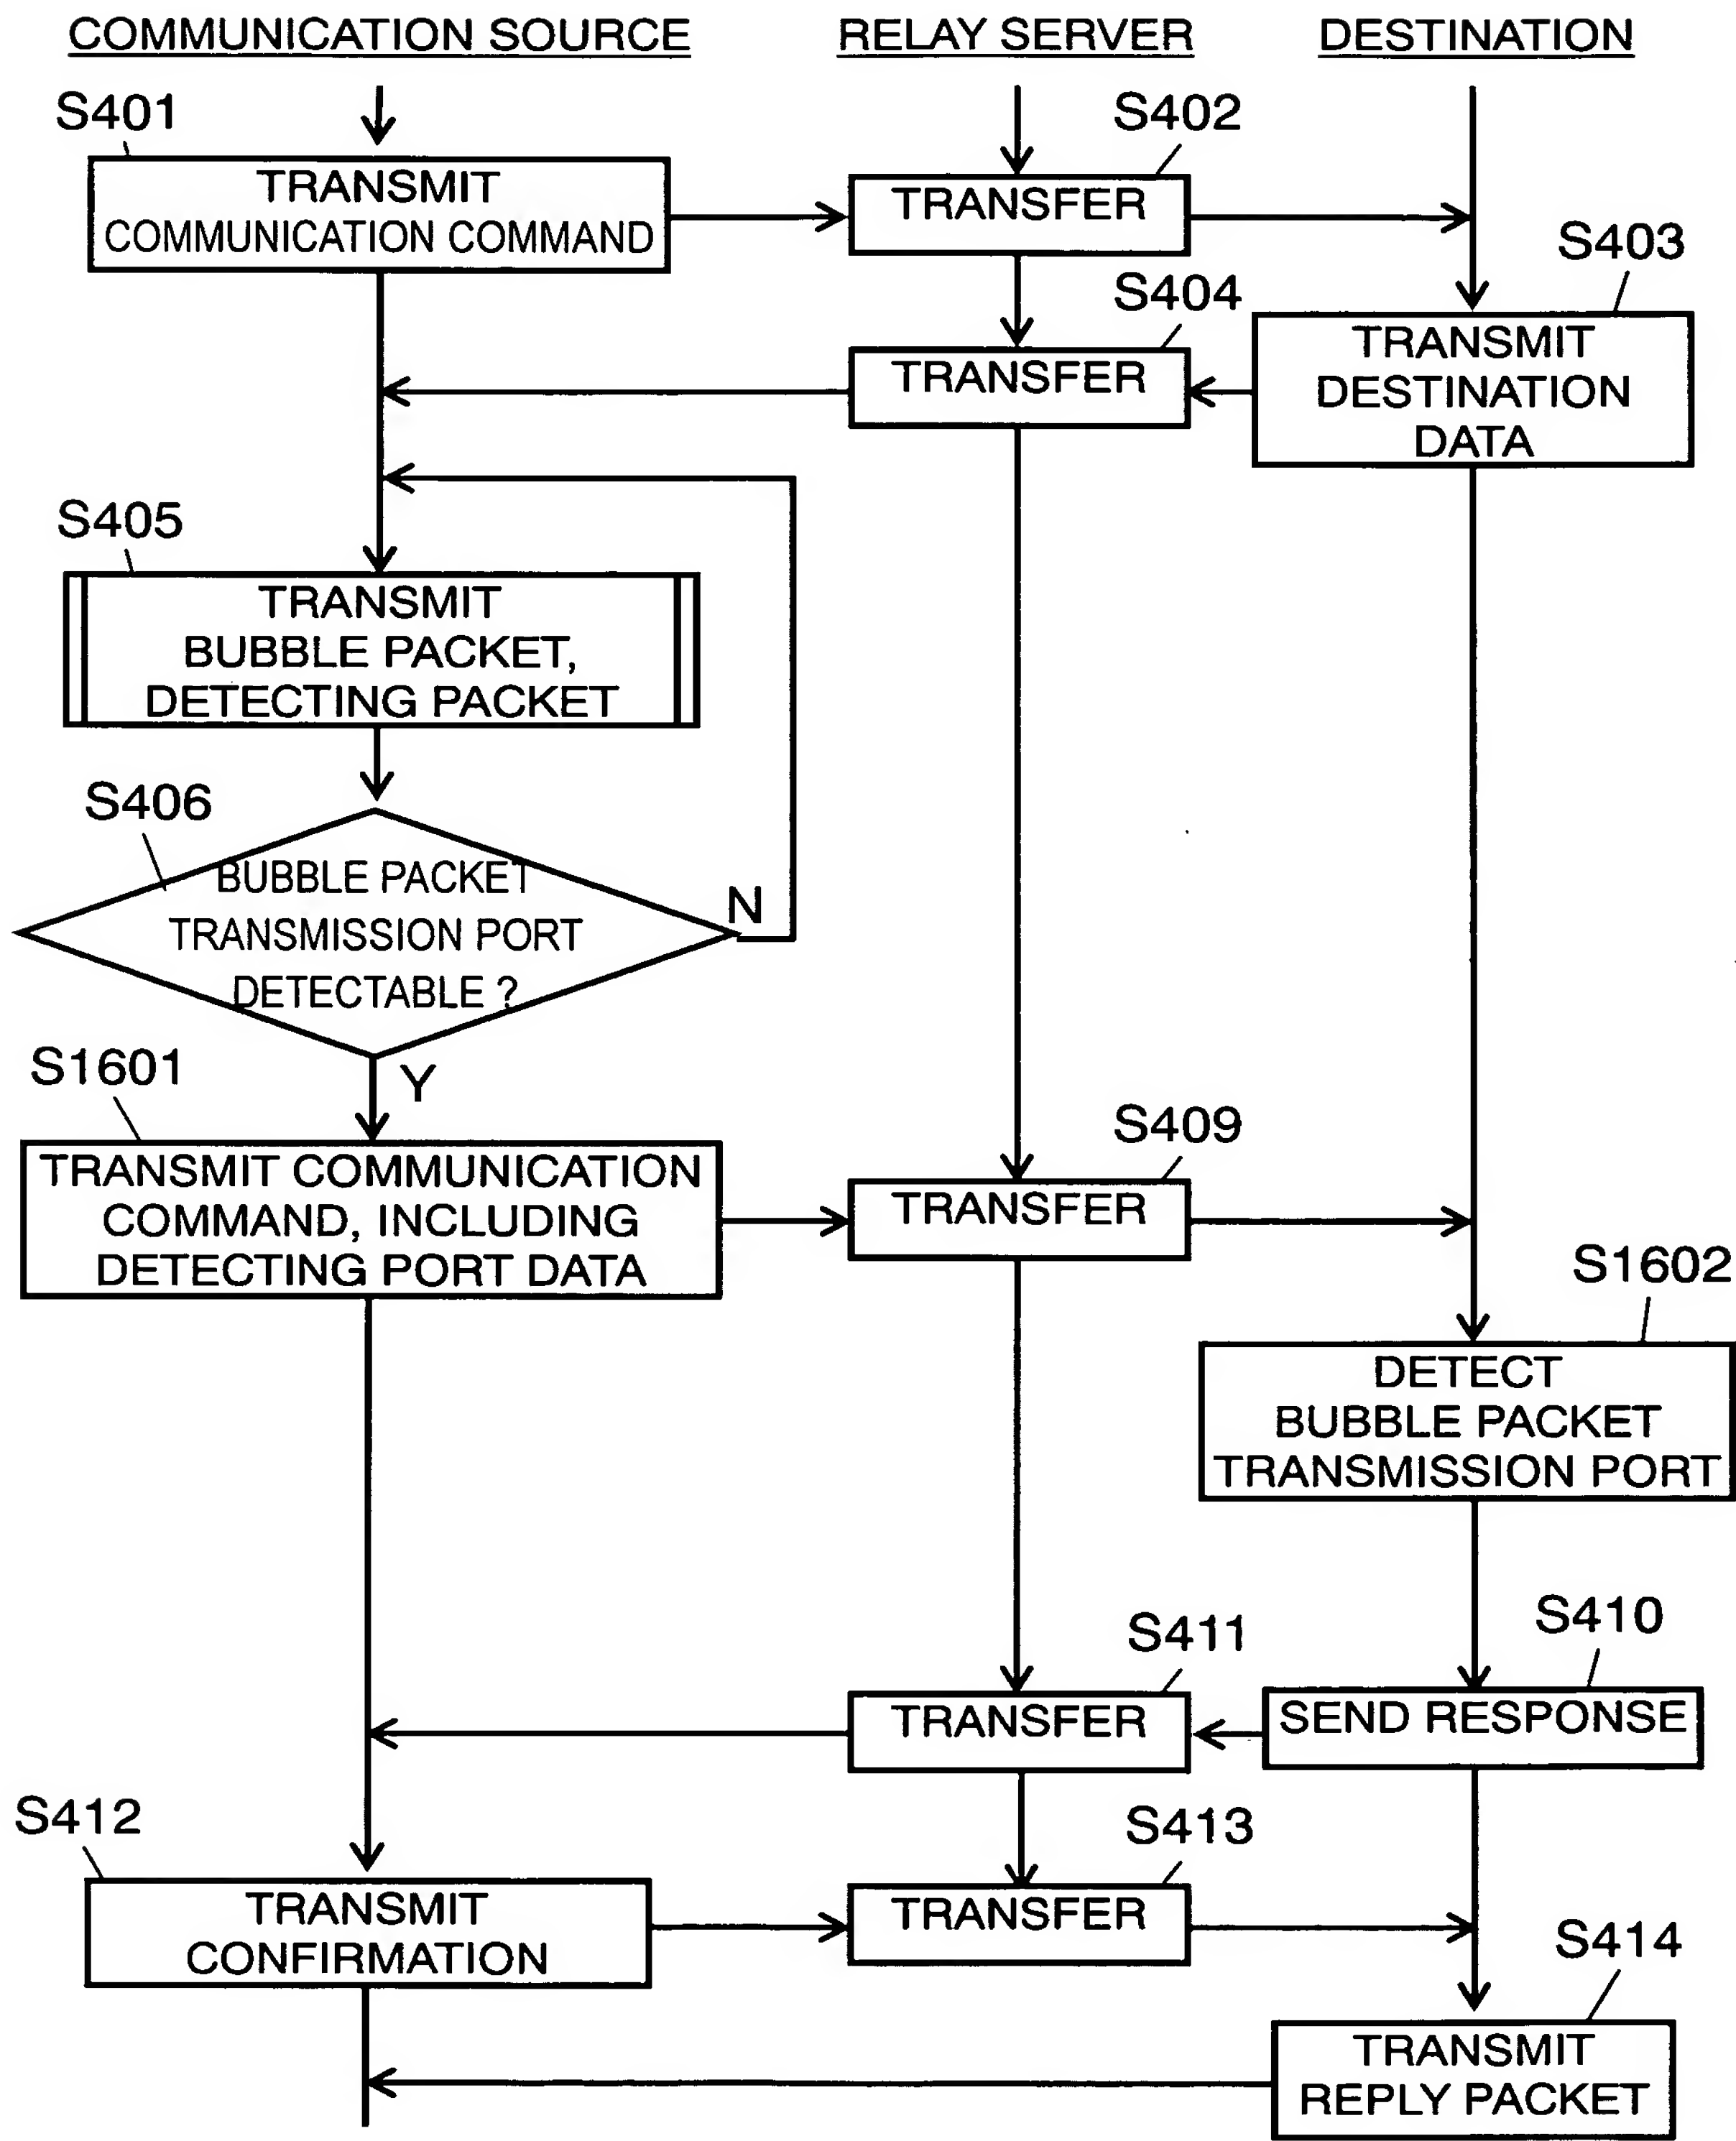 COMMUNICATION SOURCE
RELAY SERVER
DESTINATION
S401
S402
TRANSMIT
COMMUNICATION COMMAND
TRANSFER
S403
S404
TRANSFER
TRANSMIT
DESTINATION
DATA
S405
TRANSMIT
BUBBLE PACKET,
DETECTING PACKET
S406
BUBBLE PACKET
TRANSMISSION PORT
DETECTABLE ?
N
Y
S1601
TRANSMIT COMMUNICATION
COMMAND, INCLUDING
DETECTING PORT DATA
S409
TRANSFER
S1602
DETECT
BUBBLE PACKET
TRANSMISSION PORT
S410
S411
TRANSFER
SEND RESPONSE
S412
S413
TRANSMIT
CONFIRMATION
TRANSFER
S414
TRANSMIT
REPLY PACKET